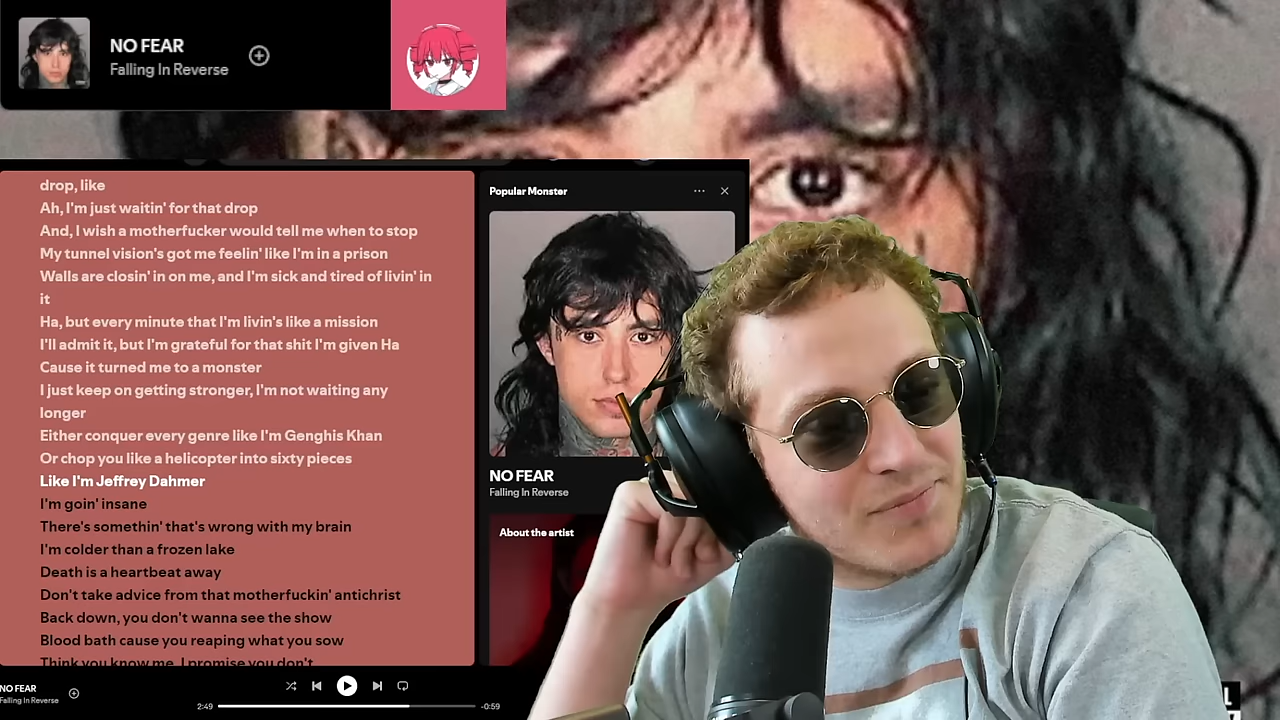 NO FEAR
Falling In Reverse
drop, like
Ah, I'm just waitin' for that drop
And, I wish a motherfucker would tell me when to stop
My tunnel vision's got me feelin' like I'm in a prison
Walls are closin' in on me, and I'm sick and tired of livin' in
it
Ha, but every minute that I'm livin's like a mission
I'll admit it, but I'm grateful for that shit I'm given Ha
Cause it turned me to a monster
I just keep on getting stronger, I'm not waiting any
longer
Either conquer every genre like I'm Genghis Khan
Or chop you like a helicopter into sixty pieces
Like I'm Jeffrey Dahmer
I'm goin' insane
There's somethin' that's wrong with my brain
I'm colder than a frozen lake
Death is a heartbeat away
Don't take advice from that motherfuckin' antichrist
Back down, you don't wanna see the show
Blood bath cause you reaping what you sow
Think you know me, I promise you don't
Popular Monster
NO FEAR
Falling In Reverse
About the artist
NO FEAR
Falling In Reverse
2:49
-0:59